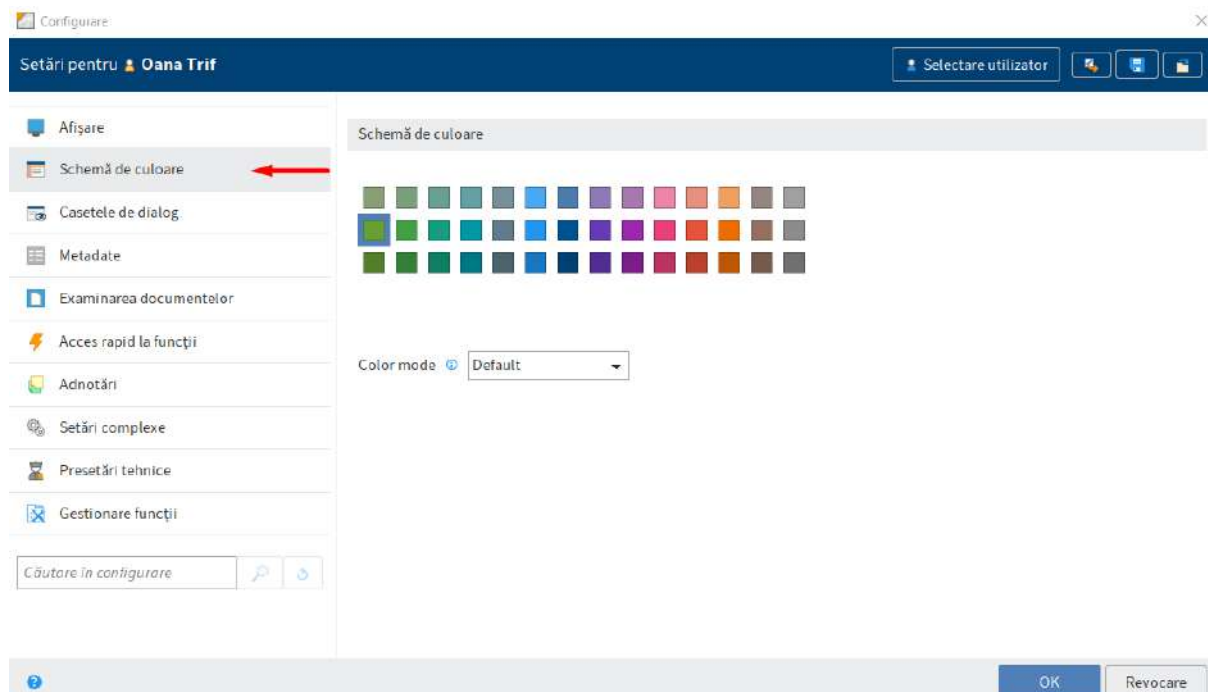 Configurare
Setări pentru Oana Trif
Selectare utilizator
Afișare
Schemă de culoare
Casetele de dialog
Metadate
Examinarea documentelor
Acces rapid la funcții
Adnotări
Setări complexe
Presetări tehnice
Gestionare funcții
Căutare în configurare
Schemă de culoare
Color mode
Default
OK
Revocare